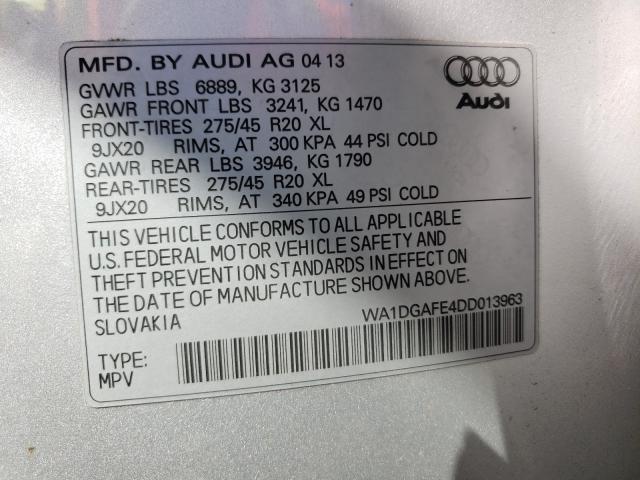 MFD. BY AUDI AG 04 13
GVWR LBS 6889, KG 3125
GAWR FRONT LBS 3241, KG 1470
FRONT-TIRES 275/45 R20 XL
9JX20 RIMS, AT 300 KPA 44 PSI COLD
GAWR REAR LBS 3946, KG 1790
REAR-TIRES 275/45 R20 XL
9JX20 RIMS, AT 340 KPA 49 PSI COLD
Audi
THIS VEHICLE CONFORMS TO ALL APPLICABLE
U.S. FEDERAL MOTOR VEHICLE SAFETY AND
THEFT PREVENTION STANDARDS IN EFFECT ON
THE DATE OF MANUFACTURE SHOWN ABOVE.
SLOVAKIA
WA1DGAFE4DD013963
TYPE:
MPV